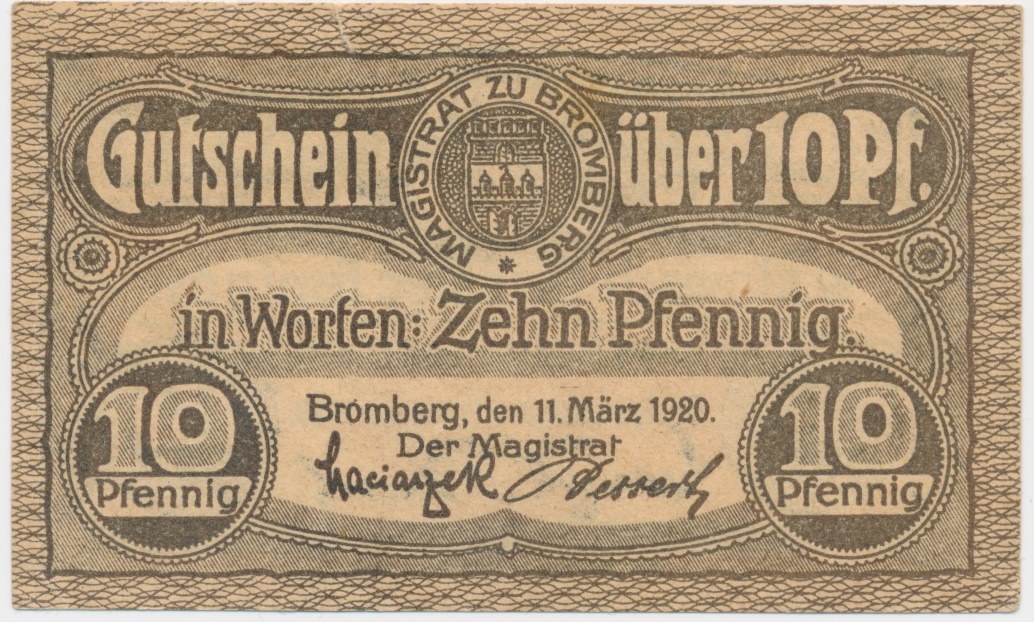 Gutschein über 10 Pf.
MAGISTRAT ZU BROMBERG
in Worten: Zehn Pfennig.
10 Pfennig
Bromberg, den 11. März 1920.
Der Magistrat
Maciaszek
10 Pfennig